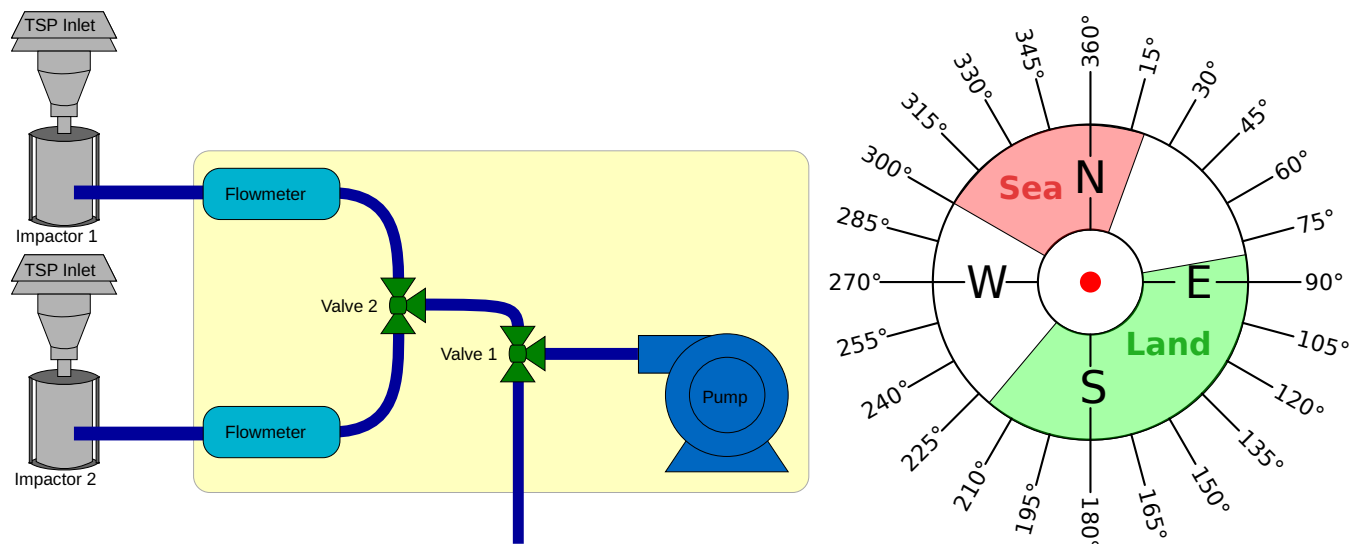 TSP Inlet
Impactor 1
TSP Inlet
Impactor 2
Flowmeter
Flowmeter
Valve 2
Valve 1
Pump
360°
15°
30°
45°
60°
75°
90°
105°
120°
135°
150°
165°
180°
195°
210°
225°
240°
255°
270°
285°
300°
315°
330°
345°
N
E
S
W
Sea
Land